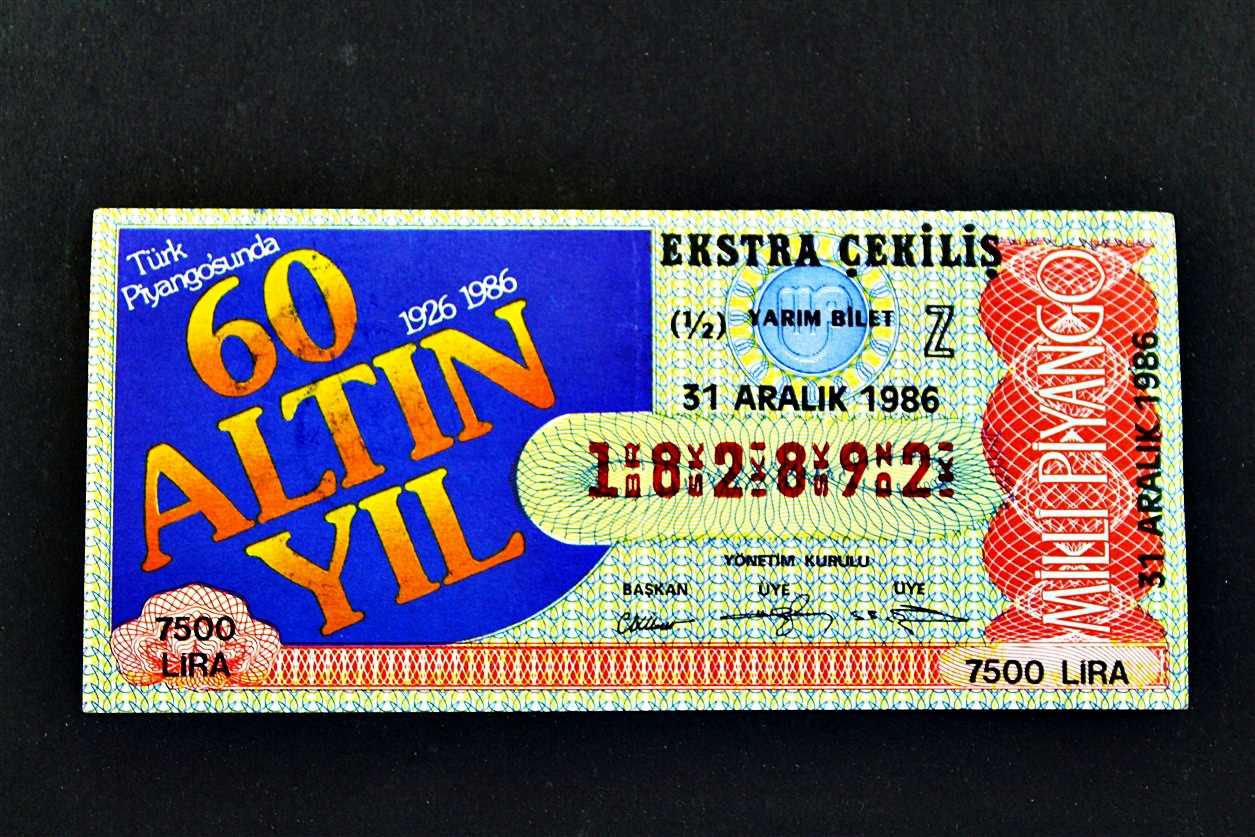 Türk
Piyango'sunda
60
1926 1986
ALTIN
YIL
7500
LİRA
EKSTRA ÇEKİLİŞ
(½) YARIM BİLET Z
31 ARALIK 1986
1 8 2 8 9 2
YÖNETİM KURULU
BAŞKAN ÜYE ÜYE
7500 LİRA
MİLLİ PİYANGO
31 ARALIK 1986